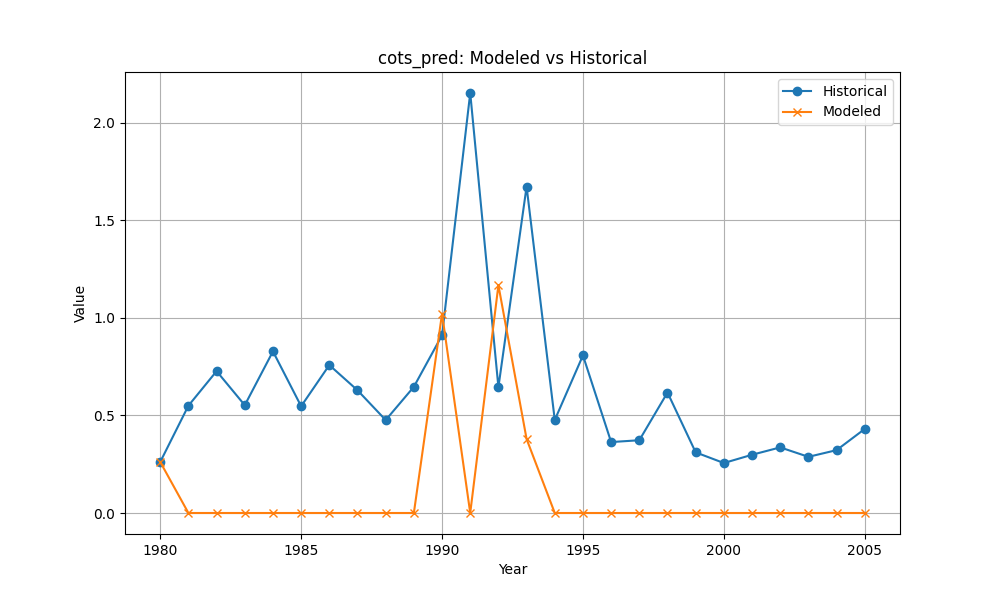 cots_pred: Modeled vs Historical
Historical
Modeled
Value
2.0
1.5
1.0
0.5
0.0
1980 1985 1990 1995 2000 2005
Year